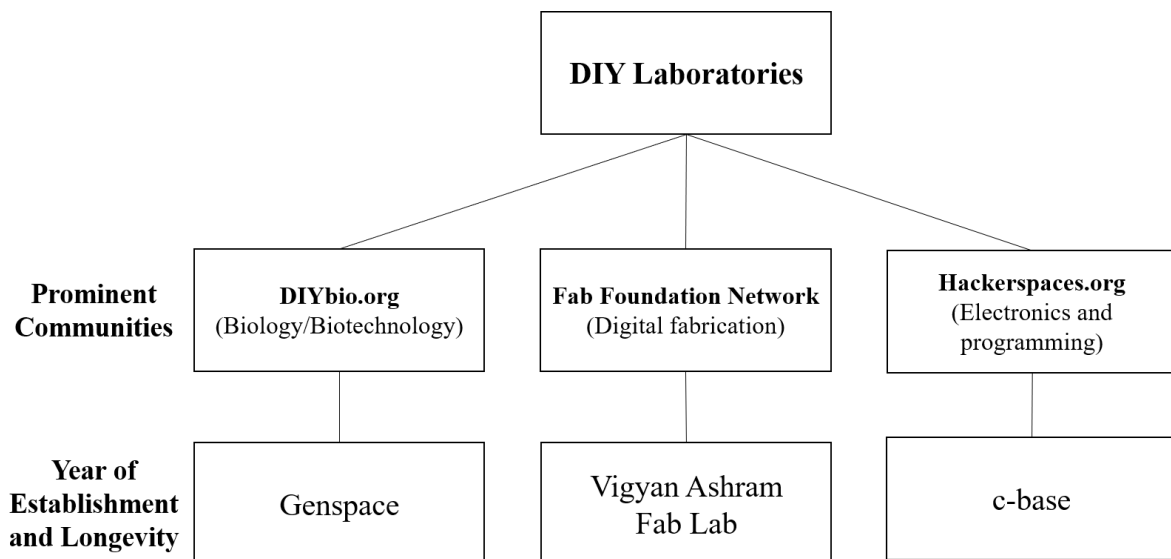 DIY Laboratories
Prominent
Communities
DIYbio.org
(Biology/Biotechnology)
Fab Foundation Network
(Digital fabrication)
Hackerspaces.org
(Electronics and
programming)
Year of
Establishment
and Longevity
Genspace
Vigyan Ashram
Fab Lab
c-base